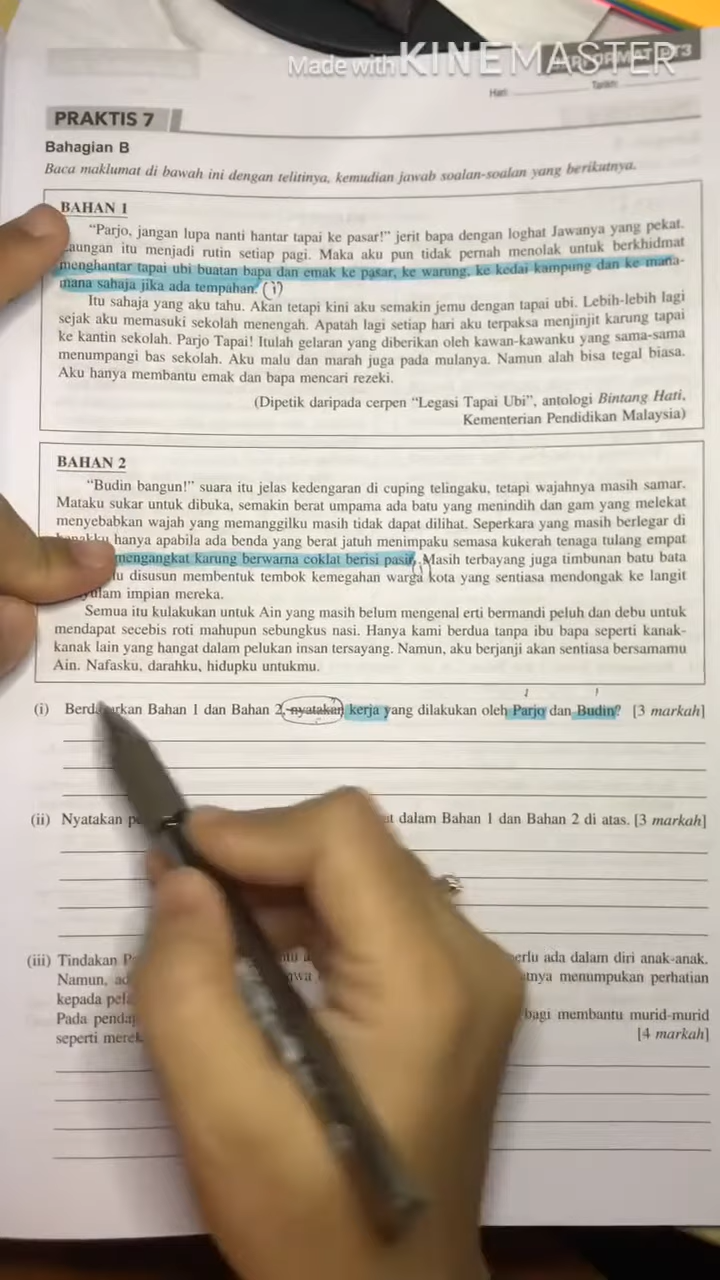 Made with KINEMASTER
PT3
Hari: Tarikh:
PRAKTIS 7
Bahagian B
Baca maklumat di bawah ini dengan telitinya, kemudian jawab soalan-soalan yang berikutnya.
BAHAN 1
“Parjo, jangan lupa nanti hantar tapai ke pasar!” jerit bapa dengan loghat Jawanya yang pekat.
aungan itu menjadi rutin setiap pagi. Maka aku pun tidak pernah menolak untuk berkhidmat
menghantar tapai ubi buatan bapa dan emak ke pasar, ke warung, ke kedai kampung dan ke mana-
mana sahaja jika ada tempahan. (i)
Itu sahaja yang aku tahu. Akan tetapi kini aku semakin jemu dengan tapai ubi. Lebih-lebih lagi
sejak aku memasuki sekolah menengah. Apatah lagi setiap hari aku terpaksa menjinjit karung tapai
ke kantin sekolah. Parjo Tapai! Itulah gelaran yang diberikan oleh kawan-kawanku yang sama-sama
menumpangi bas sekolah. Aku malu dan marah juga pada mulanya. Namun alah bisa tegal biasa.
Aku hanya membantu emak dan bapa mencari rezeki.
(Dipetik daripada cerpen “Legasi Tapai Ubi”, antologi Bintang Hati,
Kementerian Pendidikan Malaysia)
BAHAN 2
“Budin bangun!” suara itu jelas kedengaran di cuping telingaku, tetapi wajahnya masih samar.
Mataku sukar untuk dibuka, semakin berat umpama ada batu yang menindih dan gam yang melekat
menyebabkan wajah yang memanggilku masih tidak dapat dilihat. Seperkara yang masih berlegar di
hanya apabila ada benda yang berat jatuh menimpaku semasa kukerah tenaga tulang empat
mengangkat karung berwarna coklat berisi pasir. Masih terbayang juga timbunan batu bata
lu disusun membentuk tembok kemegahan warga kota yang sentiasa mendongak ke langit
dalam impian mereka.
Semua itu kulakukan untuk Ain yang masih belum mengenal erti bermandi peluh dan debu untuk
mendapat secebis roti mahupun sebungkus nasi. Hanya kami berdua tanpa ibu bapa seperti kanak-
kanak lain yang hangat dalam pelukan insan tersayang. Namun, aku berjanji akan sentiasa bersamamu
Ain. Nafasku, darahku, hidupku untukmu.
(i) Berdasarkan Bahan 1 dan Bahan 2, nyatakan kerja yang dilakukan oleh Parjo dan Budin? [3 markah]
(ii) Nyatakan pe at dalam Bahan 1 dan Bahan 2 di atas. [3 markah]
(iii) Tindakan P erlu ada dalam diri anak-anak.
Namun, ad tnya menumpukan perhatian
kepada pela
Pada pendap bagi membantu murid-murid
seperti merek [4 markah]